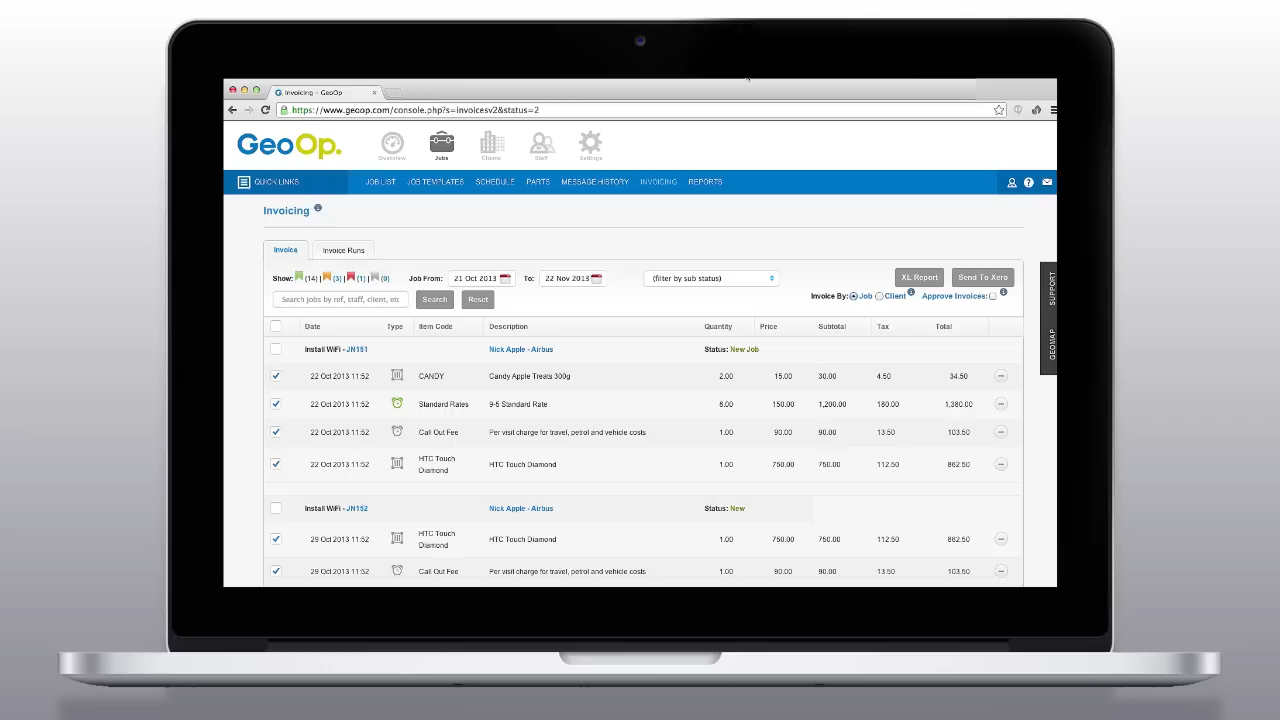 Invoicing - GeoOp
https://www.geoop.com/console.php?s=invoicesv2&status=2
GeoOp.
Overview Jobs Clients Staff Settings
QUICK LINKS JOB LIST JOB TEMPLATES SCHEDULE PARTS MESSAGE HISTORY INVOICING REPORTS
Invoicing
Invoice Invoice Runs
Show: (14) | (3) | (1) | (0) Job From: 21 Oct 2013 To: 22 Nov 2013 (filter by sub status) XL Report Send To Xero
Search jobs by ref, staff, client, etc Search Reset Invoice By: Job Client Approve Invoices:
SUPPORT
GEOMAP
Date Type Item Code Description Quantity Price Subtotal Tax Total
Install WiFi - JN151 Nick Apple - Airbus Status: New Job
22 Oct 2013 11:52 CANDY Candy Apple Treats 300g 2.00 15.00 30.00 4.50 34.50
22 Oct 2013 11:52 Standard Rates 9-5 Standard Rate 8.00 150.00 1,200.00 180.00 1,380.00
22 Oct 2013 11:52 Call Out Fee Per visit charge for travel, petrol and vehicle costs 1.00 90.00 90.00 13.50 103.50
22 Oct 2013 11:52 HTC Touch Diamond HTC Touch Diamond 1.00 750.00 750.00 112.50 862.50
Install WiFi - JN152 Nick Apple - Airbus Status: New
29 Oct 2013 11:52 HTC Touch Diamond HTC Touch Diamond 1.00 750.00 750.00 112.50 862.50
29 Oct 2013 11:52 Call Out Fee Per visit charge for travel, petrol and vehicle costs 1.00 90.00 90.00 13.50 103.50